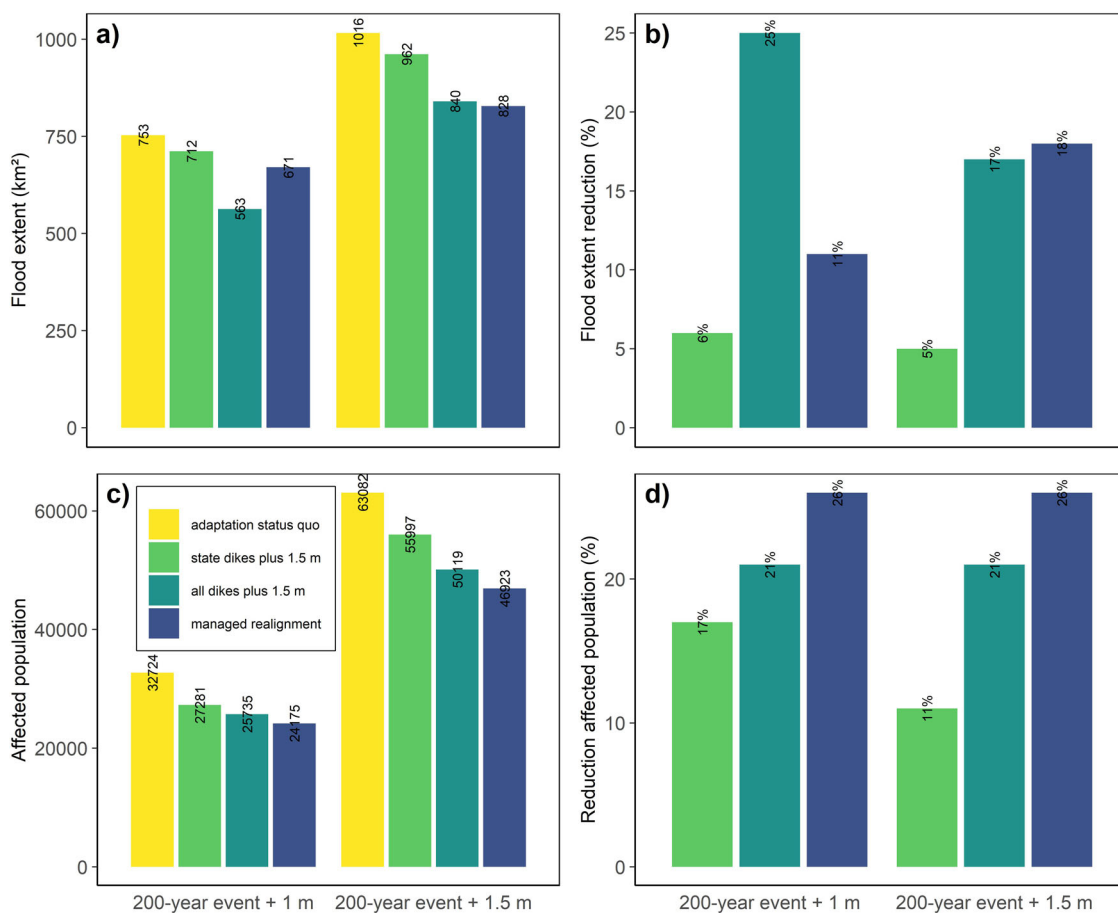 a)
Flood extent (km²)
1000
750
500
250
0
753
712
563
671
1016
962
840
828
b)
Flood extent reduction (%)
25
20
15
10
5
0
6%
25%
11%
5%
17%
18%
c)
Affected population
60000
40000
20000
0
adaptation status quo
state dikes plus 1.5 m
all dikes plus 1.5 m
managed realignment
32724
27281
25735
24175
63082
55997
50119
46923
200-year event + 1 m
200-year event + 1.5 m
d)
Reduction affected population (%)
20
10
0
17%
21%
26%
11%
21%
26%
200-year event + 1 m
200-year event + 1.5 m